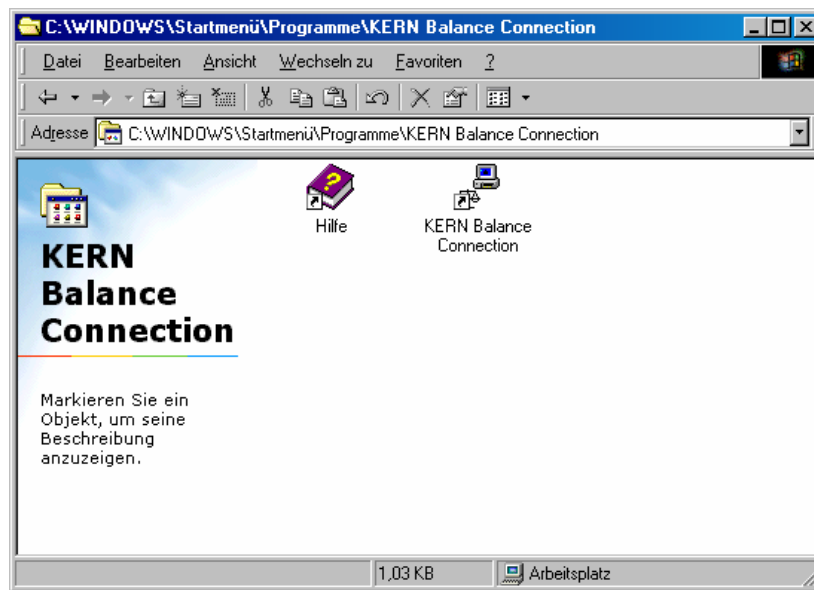 C:\WINDOWS\Startmenü\Programme\KERN Balance Connection
Datei Bearbeiten Ansicht Wechseln zu Favoriten ?
Adresse C:\WINDOWS\Startmenü\Programme\KERN Balance Connection
KERN
Balance
Connection
Markieren Sie ein
Objekt, um seine
Beschreibung
anzuzeigen.
Hilfe
KERN Balance
Connection
1,03 KB Arbeitsplatz